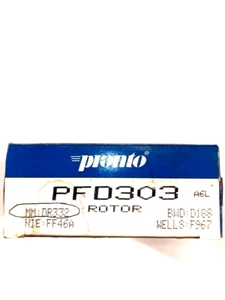 pronto
PFD303 A6L
ROTOR
MM:DR332 BWD:D188
NIE:FF46A WELLS:F967